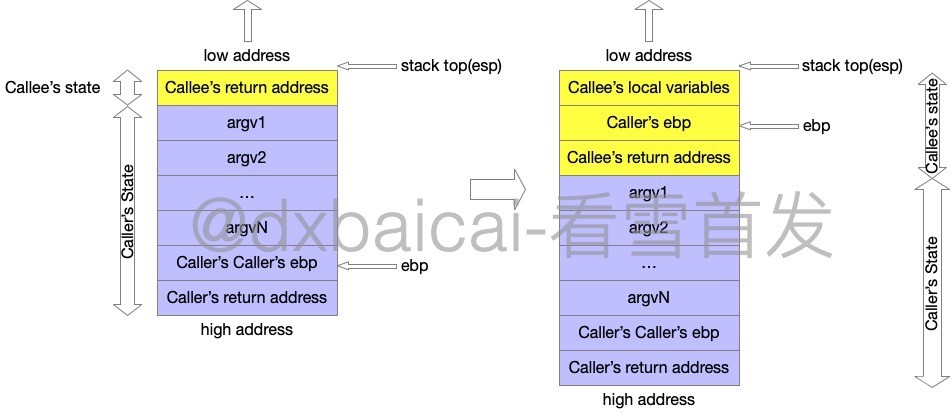 low address
stack top(esp)
Callee's state
Callee's return address
argv1
argv2
...
argvN
Caller's Caller's ebp
ebp
Caller's return address
Caller's State
high address
low address
stack top(esp)
Callee's local variables
Caller's ebp
ebp
Callee's return address
argv1
argv2
...
argvN
Caller's Caller's ebp
Caller's return address
Callee's state
Caller's State
high address
@dxbaicai-看雪首发